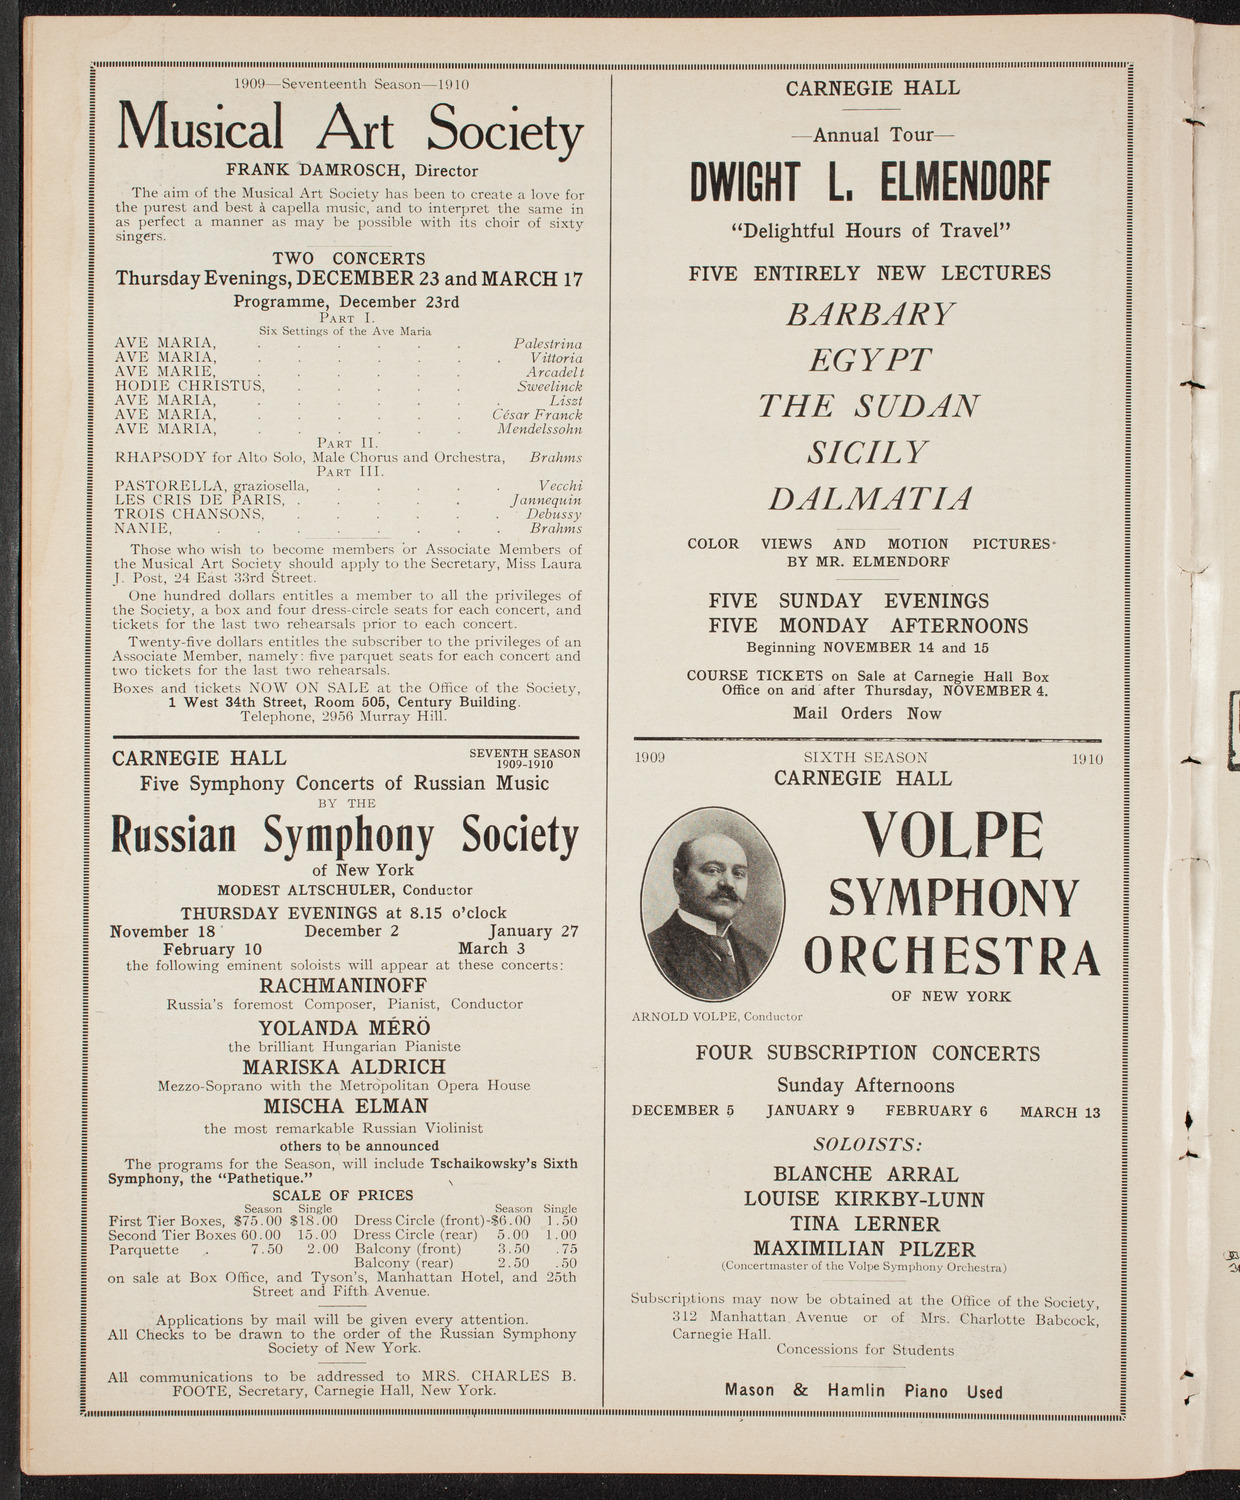 1909—Seventeenth Season—1910
Musical Art Society
FRANK DAMROSCH, Director
The aim of the Musical Art Society has been to create a love for
the purest and best à capella music, and to interpret the same in
as perfect a manner as may be possible with its choir of sixty
singers.
TWO CONCERTS
Thursday Evenings, DECEMBER 23 and MARCH 17
Programme, December 23rd
PART I.
Six Settings of the Ave Maria
AVE MARIA, . . . . . . Palestrina
AVE MARIA, . . . . . . . Vittoria
AVE MARIE, . . . . . . Arcadelt
HODIE CHRISTUS, . . . . . Sweelinck
AVE MARIA, . . . . . . . Liszt
AVE MARIA, . . . . . . César Franck
AVE MARIA, . . . . . . Mendelssohn
PART II.
RHAPSODY for Alto Solo, Male Chorus and Orchestra, Brahms
PART III.
PASTORELLA, graziosella, . . . . . Vecchi
LES CRIS DE PARIS, . . . . . Jannequin
TROIS CHANSONS, . . . . . . Debussy
NANIE, . . . . . . . . Brahms
Those who wish to become members or Associate Members of
the Musical Art Society should apply to the Secretary, Miss Laura
J. Post, 24 East 33rd Street.
One hundred dollars entitles a member to all the privileges of
the Society, a box and four dress-circle seats for each concert, and
tickets for the last two rehearsals prior to each concert.
Twenty-five dollars entitles the subscriber to the privileges of an
Associate Member, namely: five parquet seats for each concert and
two tickets for the last two rehearsals.
Boxes and tickets NOW ON SALE at the Office of the Society,
1 West 34th Street, Room 505, Century Building.
Telephone, 2956 Murray Hill.
CARNEGIE HALL SEVENTH SEASON
1909-1910
Five Symphony Concerts of Russian Music
BY THE
Russian Symphony Society
of New York
MODEST ALTSCHULER, Conductor
THURSDAY EVENINGS at 8.15 o'clock
November 18 December 2 January 27
February 10 March 3
the following eminent soloists will appear at these concerts:
RACHMANINOFF
Russia's foremost Composer, Pianist, Conductor
YOLANDA MÉRÖ
the brilliant Hungarian Pianiste
MARISKA ALDRICH
Mezzo-Soprano with the Metropolitan Opera House
MISCHA ELMAN
the most remarkable Russian Violinist
others to be announced
The programs for the Season, will include Tschaikowsky's Sixth
Symphony, the "Pathetique."
SCALE OF PRICES
Season Single Season Single
First Tier Boxes, $75.00 $18.00 Dress Circle (front)-$6.00 1.50
Second Tier Boxes 60.00 15.00 Dress Circle (rear) 5.00 1.00
Parquette . 7.50 2.00 Balcony (front) 3.50 .75
Balcony (rear) 2.50 .50
on sale at Box Office, and Tyson's, Manhattan Hotel, and 25th
Street and Fifth Avenue.
Applications by mail will be given every attention.
All Checks to be drawn to the order of the Russian Symphony
Society of New York.
All communications to be addressed to MRS. CHARLES B.
FOOTE, Secretary, Carnegie Hall, New York.
CARNEGIE HALL
—Annual Tour—
DWIGHT L. ELMENDORF
"Delightful Hours of Travel"
FIVE ENTIRELY NEW LECTURES
BARBARY
EGYPT
THE SUDAN
SICILY
DALMATIA
COLOR VIEWS AND MOTION PICTURES
BY MR. ELMENDORF
FIVE SUNDAY EVENINGS
FIVE MONDAY AFTERNOONS
Beginning NOVEMBER 14 and 15
COURSE TICKETS on Sale at Carnegie Hall Box
Office on and after Thursday, NOVEMBER 4.
Mail Orders Now
1909 SIXTH SEASON 1910
CARNEGIE HALL
VOLPE
SYMPHONY
ORCHESTRA
OF NEW YORK
ARNOLD VOLPE, Conductor
FOUR SUBSCRIPTION CONCERTS
Sunday Afternoons
DECEMBER 5 JANUARY 9 FEBRUARY 6 MARCH 13
SOLOISTS:
BLANCHE ARRAL
LOUISE KIRKBY-LUNN
TINA LERNER
MAXIMILIAN PILZER
(Concertmaster of the Volpe Symphony Orchestra)
Subscriptions may now be obtained at the Office of the Society,
312 Manhattan Avenue or of Mrs. Charlotte Babcock,
Carnegie Hall.
Concessions for Students
Mason & Hamlin Piano Used